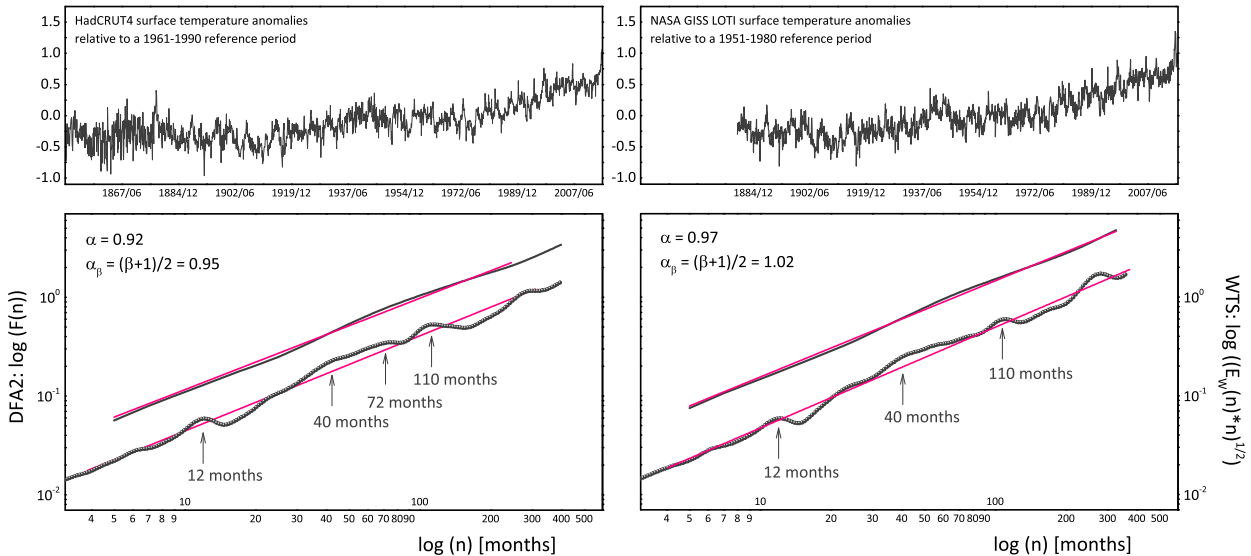 HadCRUT4 surface temperature anomalies
relative to a 1961-1990 reference period
1.5
1.0
0.5
0.0
-0.5
-1.0
1867/06 1884/12 1902/06 1919/12 1937/06 1954/12 1972/06 1989/12 2007/06
NASA GISS LOTI surface temperature anomalies
relative to a 1951-1980 reference period
1.5
1.0
0.5
0.0
-0.5
-1.0
1884/12 1902/06 1919/12 1937/06 1954/12 1972/06 1989/12 2007/06
DFA2: log (F(n))
α = 0.92
α_β = (β+1)/2 = 0.95
10^0
10^-1
10^-2
110 months
72 months
40 months
12 months
10 100
4 5 6 7 8 9 20 30 40 50 60 70 80 90 200 300 400 500
log (n) [months]
α = 0.97
α_β = (β+1)/2 = 1.02
110 months
40 months
12 months
10 100
4 5 6 7 8 9 20 30 40 50 60 70 80 90 200 300 400 500
log (n) [months]
10^0
10^-1
10^-2
WTS: log ((E_w(n)*n)^1/2)